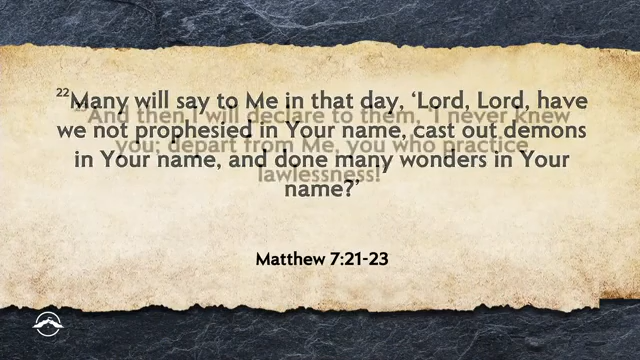 22Many will say to Me in that day, ‘Lord, Lord, have
we not prophesied in Your name, cast out demons
in Your name, and done many wonders in Your
name?’
And then I will declare to them, ‘I never knew
you; depart from Me, you who practice
lawlessness!’
Matthew 7:21-23